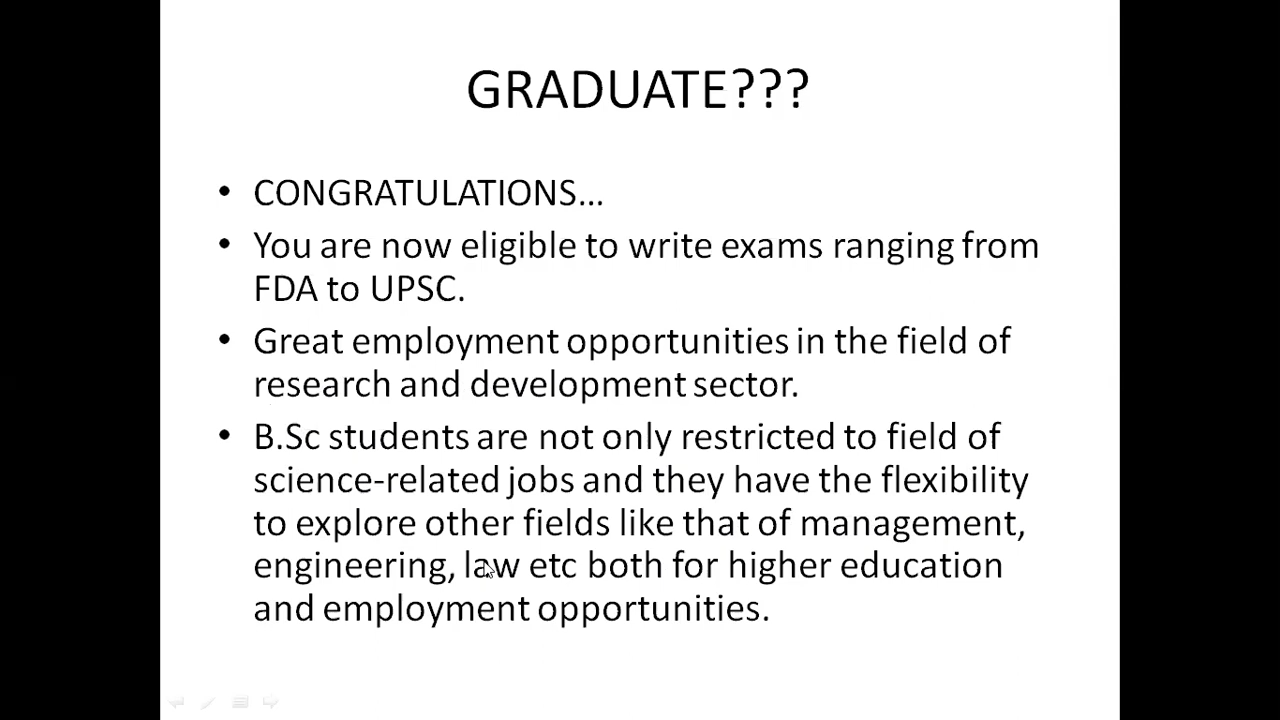 GRADUATE???
• CONGRATULATIONS...
• You are now eligible to write exams ranging from
FDA to UPSC.
• Great employment opportunities in the field of
research and development sector.
• B.Sc students are not only restricted to field of
science-related jobs and they have the flexibility
to explore other fields like that of management,
engineering, law etc both for higher education
and employment opportunities.